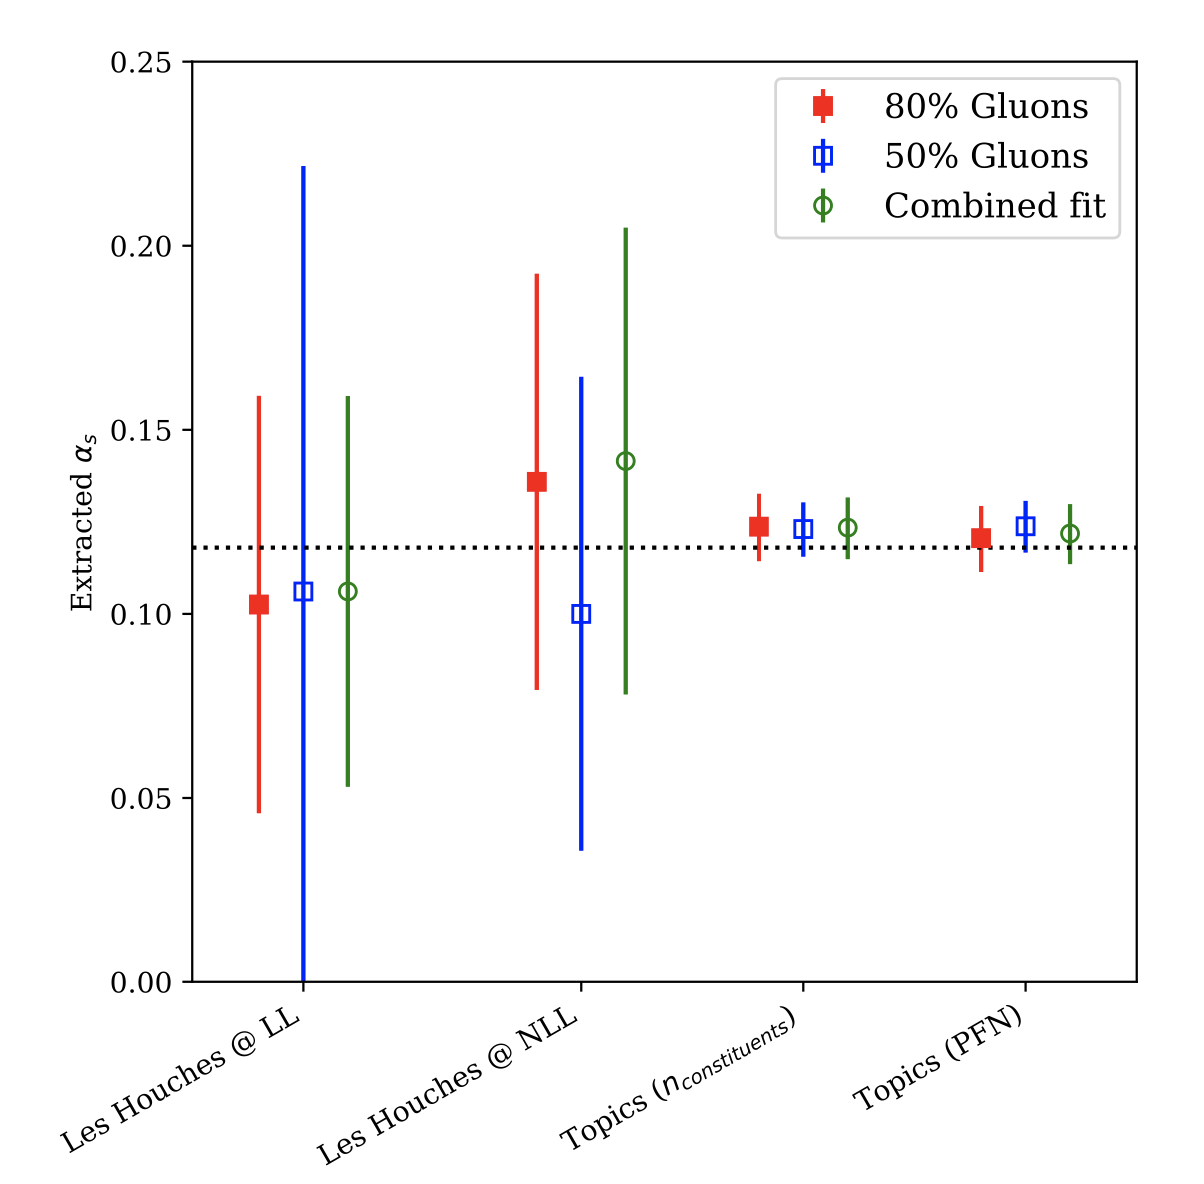 0.25
0.20
0.15
0.10
0.05
0.00
Extracted αs
80% Gluons
50% Gluons
Combined fit
Les Houches @ LL
Les Houches @ NLL
Topics (nconstituents)
Topics (PFN)